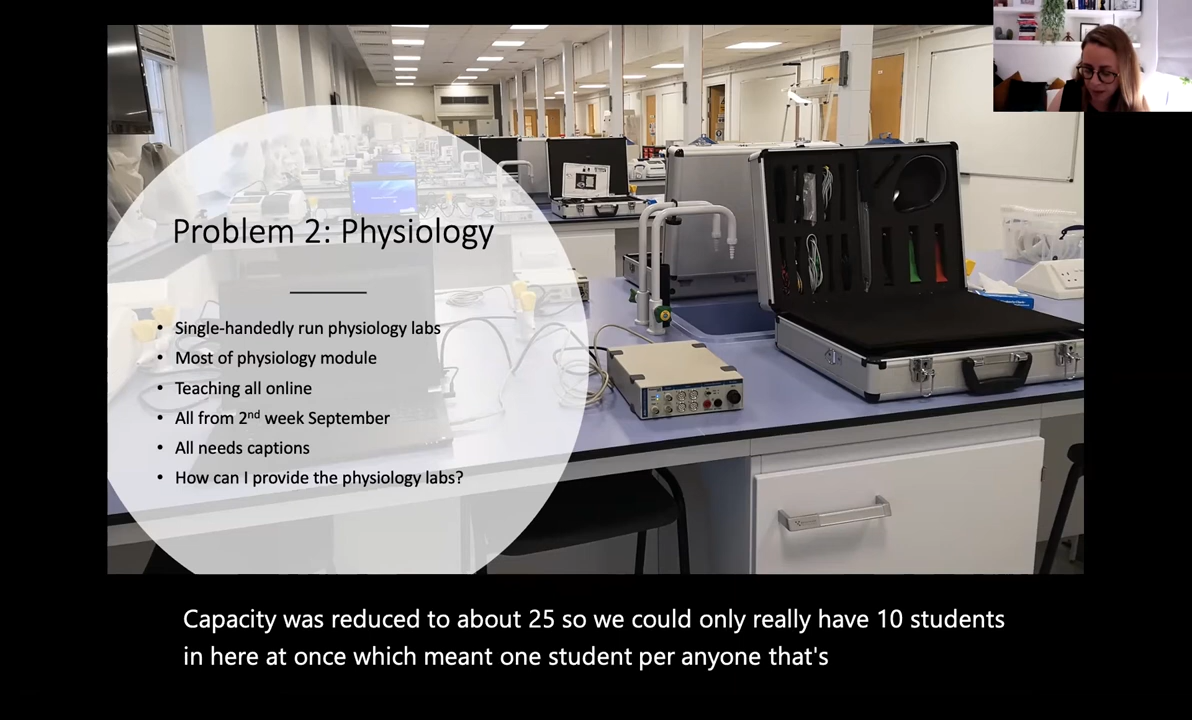 Problem 2: Physiology
• Single-handedly run physiology labs
• Most of physiology module
• Teaching all online
• All from 2nd week September
• All needs captions
• How can I provide the physiology labs?
Capacity was reduced to about 25 so we could only really have 10 students
in here at once which meant one student per anyone that's